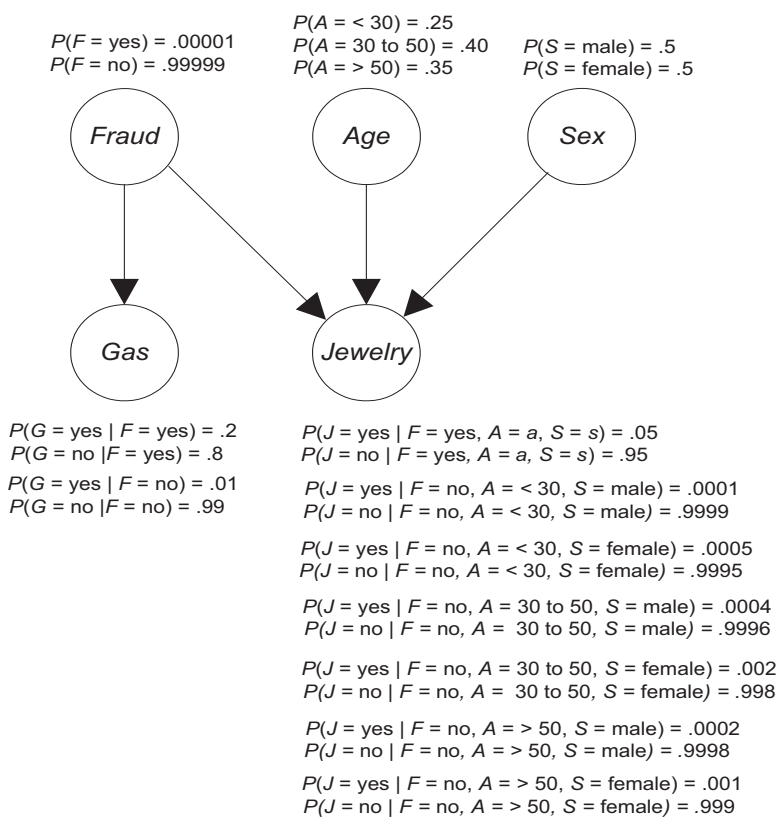 P(F = yes) = .00001
P(F = no) = .99999
P(A = < 30) = .25
P(A = 30 to 50) = .40
P(A = > 50) = .35
P(S = male) = .5
P(S = female) = .5
Fraud
Age
Sex
Gas
Jewelry
P(G = yes | F = yes) = .2
P(G = no |F = yes) = .8
P(G = yes | F = no) = .01
P(G = no |F = no) = .99
P(J = yes | F = yes, A = a, S = s) = .05
P(J = no | F = yes, A = a, S = s) = .95
P(J = yes | F = no, A = < 30, S = male) = .0001
P(J = no | F = no, A = < 30, S = male) = .9999
P(J = yes | F = no, A = < 30, S = female) = .0005
P(J = no | F = no, A = < 30, S = female) = .9995
P(J = yes | F = no, A = 30 to 50, S = male) = .0004
P(J = no | F = no, A = 30 to 50, S = male) = .9996
P(J = yes | F = no, A = 30 to 50, S = female) = .002
P(J = no | F = no, A = 30 to 50, S = female) = .998
P(J = yes | F = no, A = > 50, S = male) = .0002
P(J = no | F = no, A = > 50, S = male) = .9998
P(J = yes | F = no, A = > 50, S = female) = .001
P(J = no | F = no, A = > 50, S = female) = .999